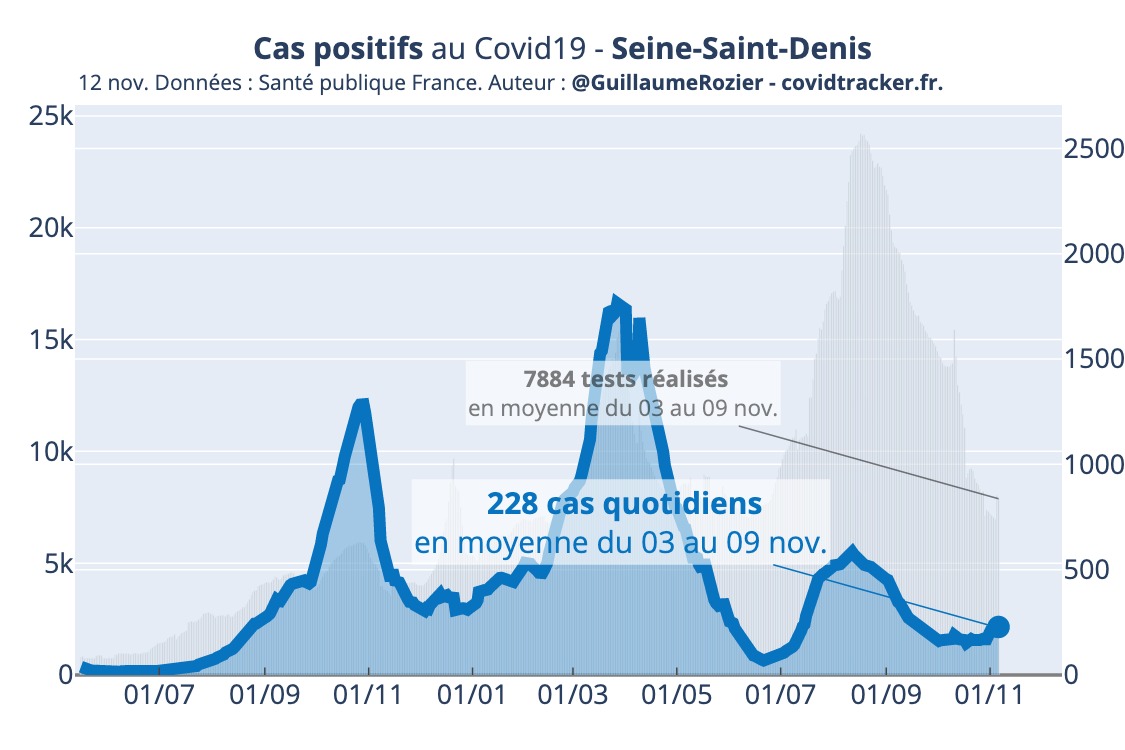 Cas positifs au Covid19 - Seine-Saint-Denis
12 nov. Données : Santé publique France. Auteur : @GuillaumeRozier - covidtracker.fr.
25k
2500
20k
2000
15k
1500
7884 tests réalisés
en moyenne du 03 au 09 nov.
10k
1000
228 cas quotidiens
en moyenne du 03 au 09 nov.
5k
500
0
0
01/07 01/09 01/11 01/01 01/03 01/05 01/07 01/09 01/11